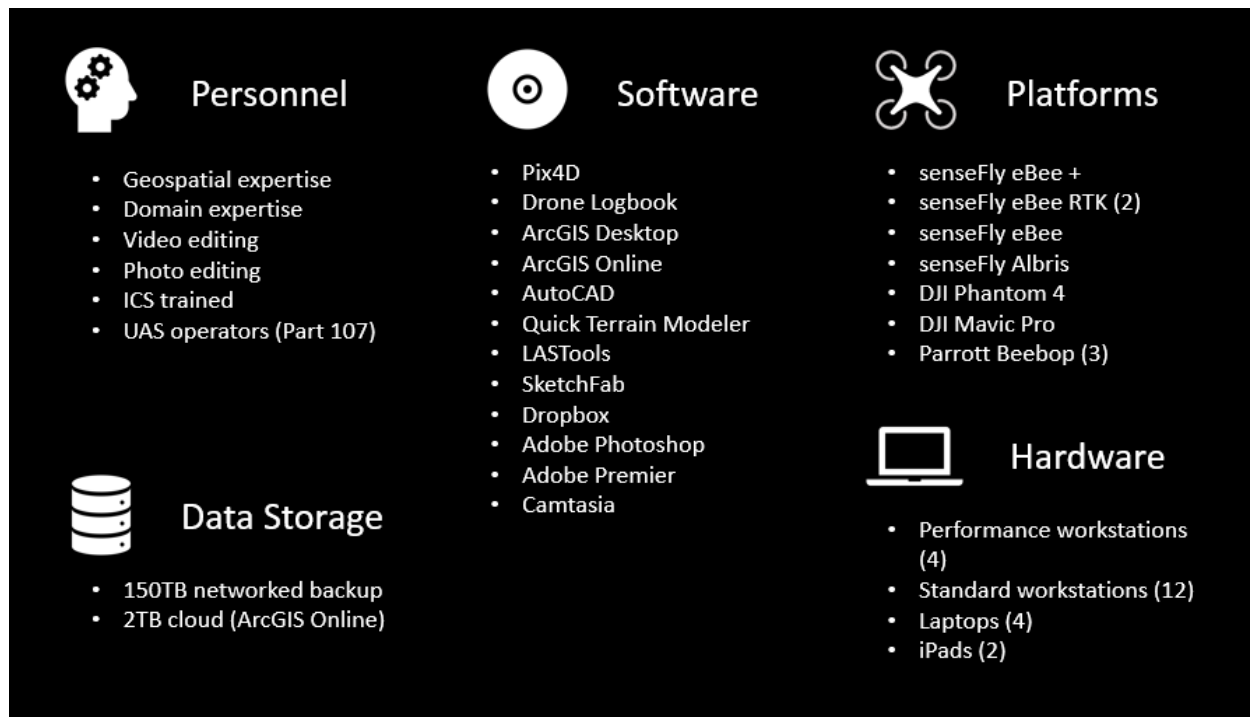 Personnel
• Geospatial expertise
• Domain expertise
• Video editing
• Photo editing
• ICS trained
• UAS operators (Part 107)
Data Storage
• 150TB networked backup
• 2TB cloud (ArcGIS Online)
Software
• Pix4D
• Drone Logbook
• ArcGIS Desktop
• ArcGIS Online
• AutoCAD
• Quick Terrain Modeler
• LASTools
• SketchFab
• Dropbox
• Adobe Photoshop
• Adobe Premier
• Camtasia
Platforms
• senseFly eBee +
• senseFly eBee RTK (2)
• senseFly eBee
• senseFly Albris
• DJI Phantom 4
• DJI Mavic Pro
• Parrott Beebop (3)
Hardware
• Performance workstations
(4)
• Standard workstations (12)
• Laptops (4)
• iPads (2)